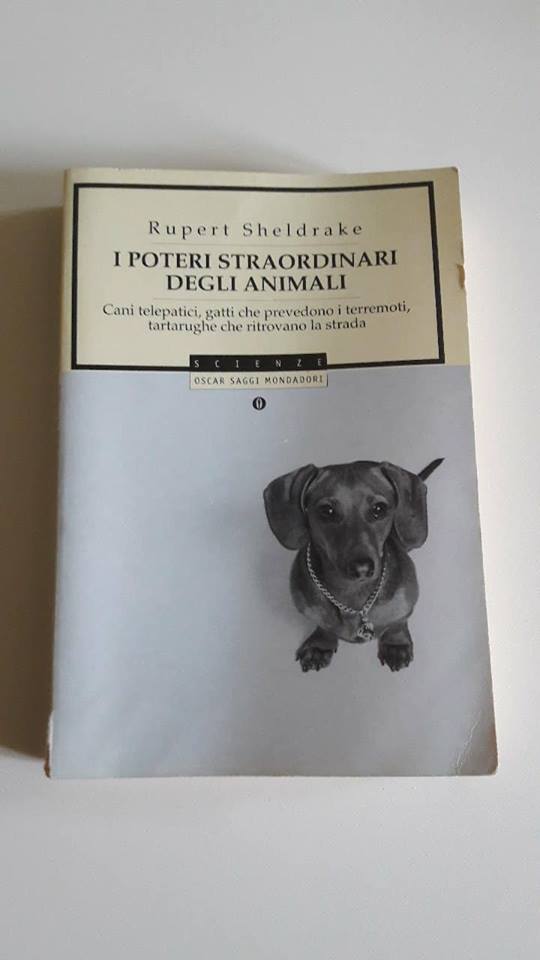 Rupert Sheldrake
I POTERI STRAORDINARI
DEGLI ANIMALI
Cani telepatici, gatti che prevedono i terremoti,
tartarughe che ritrovano la strada
SCIENZE
OSCAR SAGGI MONDADORI